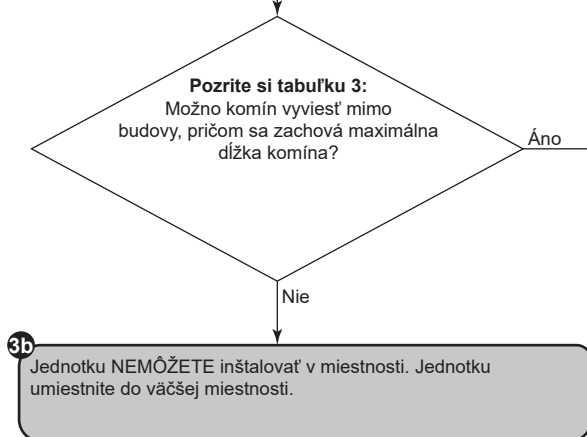 Pozrite si tabuľku 3:
Možno komín vyviesť mimo
budovy, pričom sa zachová maximálna
dĺžka komína?
Áno
Nie
3b
Jednotku NEMÔŽETE inštalovať v miestnosti. Jednotku
umiestnite do väčšej miestnosti.